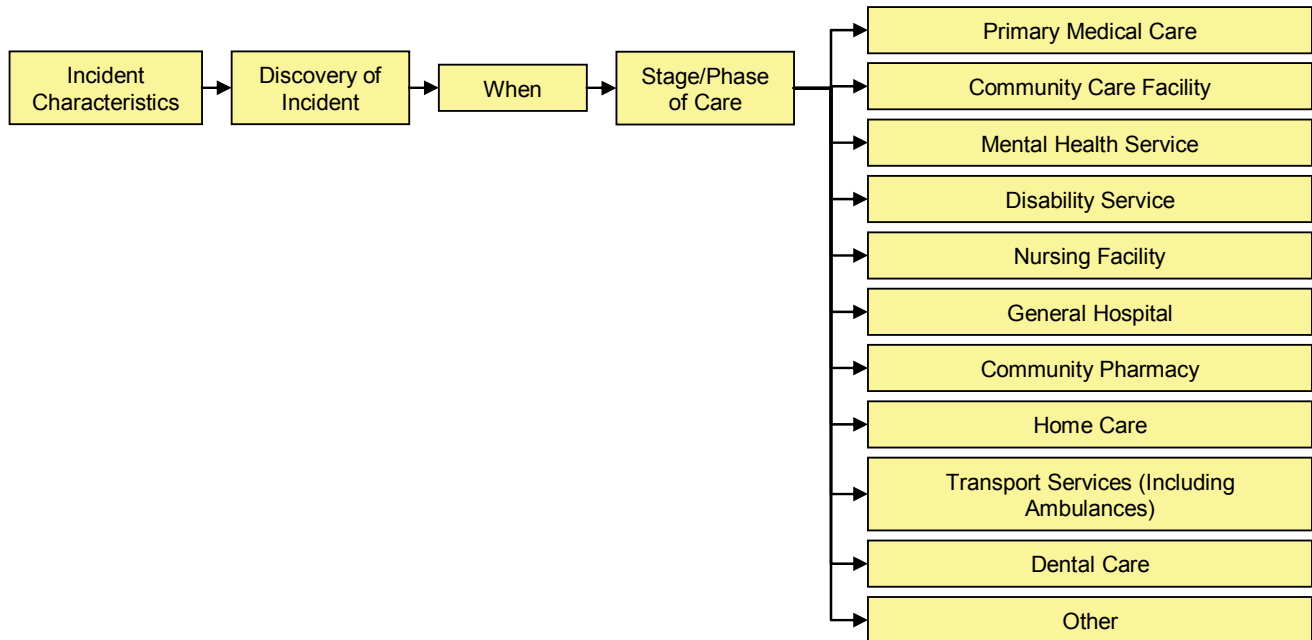 Incident
Characteristics
Discovery of
Incident
When
Stage/Phase
of Care
Primary Medical Care
Community Care Facility
Mental Health Service
Disability Service
Nursing Facility
General Hospital
Community Pharmacy
Home Care
Transport Services (Including
Ambulances)
Dental Care
Other